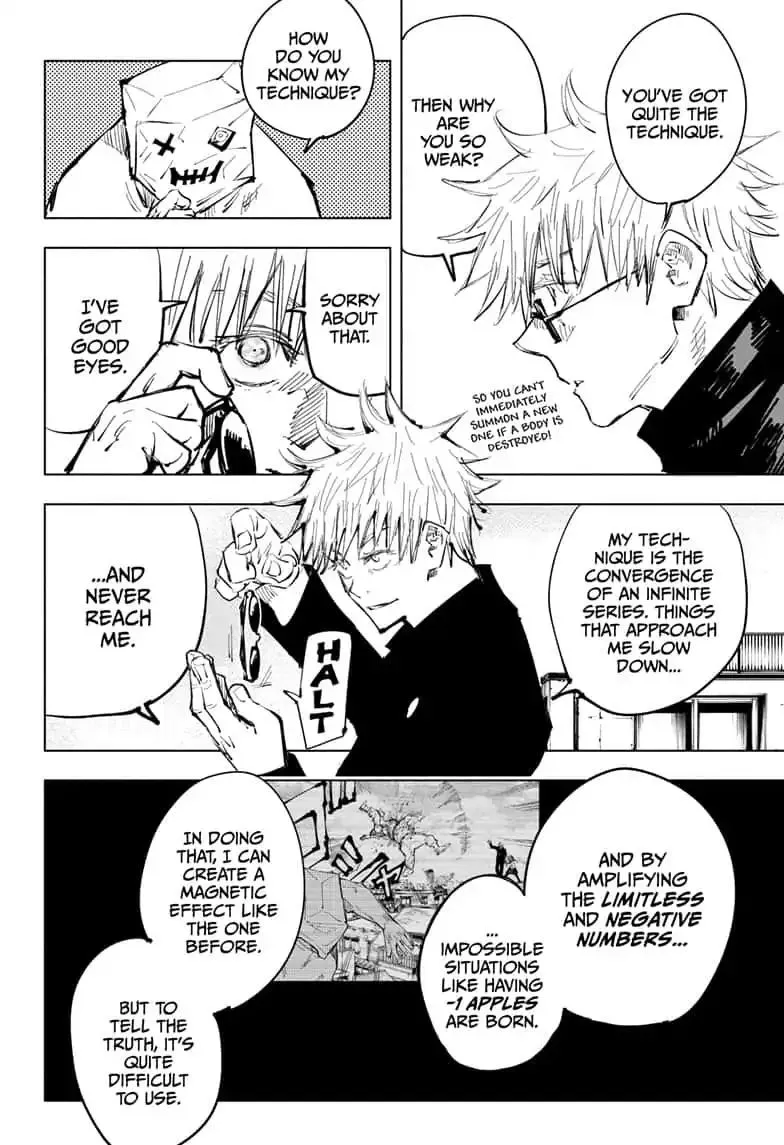 YOU'VE GOT
QUITE THE
TECHNIQUE.
THEN WHY
ARE
YOU SO
WEAK?
SO YOU CAN'T
IMMEDIATELY
SUMMON A NEW
ONE IF A BODY IS
DESTROYED!
HOW
DO YOU
KNOW MY
TECHNIQUE?
SORRY
ABOUT
THAT.
I'VE
GOT
GOOD
EYES.
MY TECH-
NIQUE IS THE
CONVERGENCE
OF AN INFINITE
SERIES. THINGS
THAT APPROACH
ME SLOW
DOWN...
HALT
...AND
NEVER
REACH
ME.
AND BY
AMPLIFYING
THE LIMITLESS
AND NEGATIVE
NUMBERS...
...
IMPOSSIBLE
SITUATIONS
LIKE HAVING
-1 APPLES
ARE BORN.
IN DOING
THAT, I CAN
CREATE A
MAGNETIC
EFFECT LIKE
THE ONE
BEFORE.
BUT TO
TELL THE
TRUTH, IT'S
QUITE
DIFFICULT
TO USE.